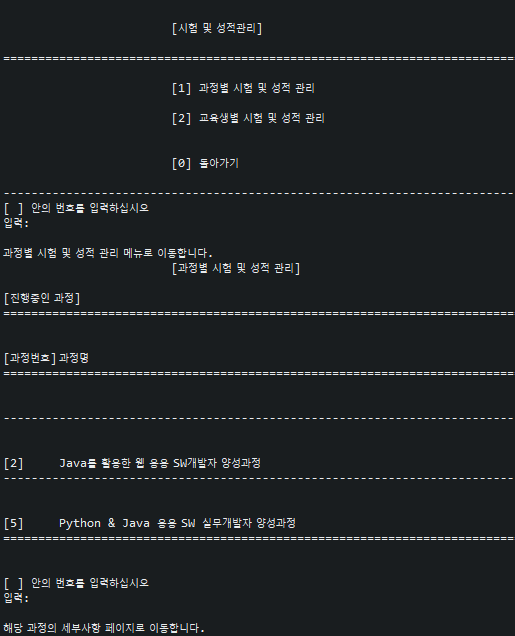 [시험 및 성적관리]
=========================================================================
[1] 과정별 시험 및 성적 관리
[2] 교육생별 시험 및 성적 관리
[0] 돌아가기
-------------------------------------------------------------------------
[ ] 안의 번호를 입력하십시오
입력:
과정별 시험 및 성적 관리 메뉴로 이동합니다.
[과정별 시험 및 성적 관리]
[진행중인 과정]
=========================================================================
[과정번호]과정명
=========================================================================
-------------------------------------------------------------------------
[2] Java를 활용한 웹 응용 SW개발자 양성과정
-------------------------------------------------------------------------
[5] Python & Java 응용 SW 실무개발자 양성과정
=========================================================================
[ ] 안의 번호를 입력하십시오
입력:
해당 과정의 세부사항 페이지로 이동합니다.